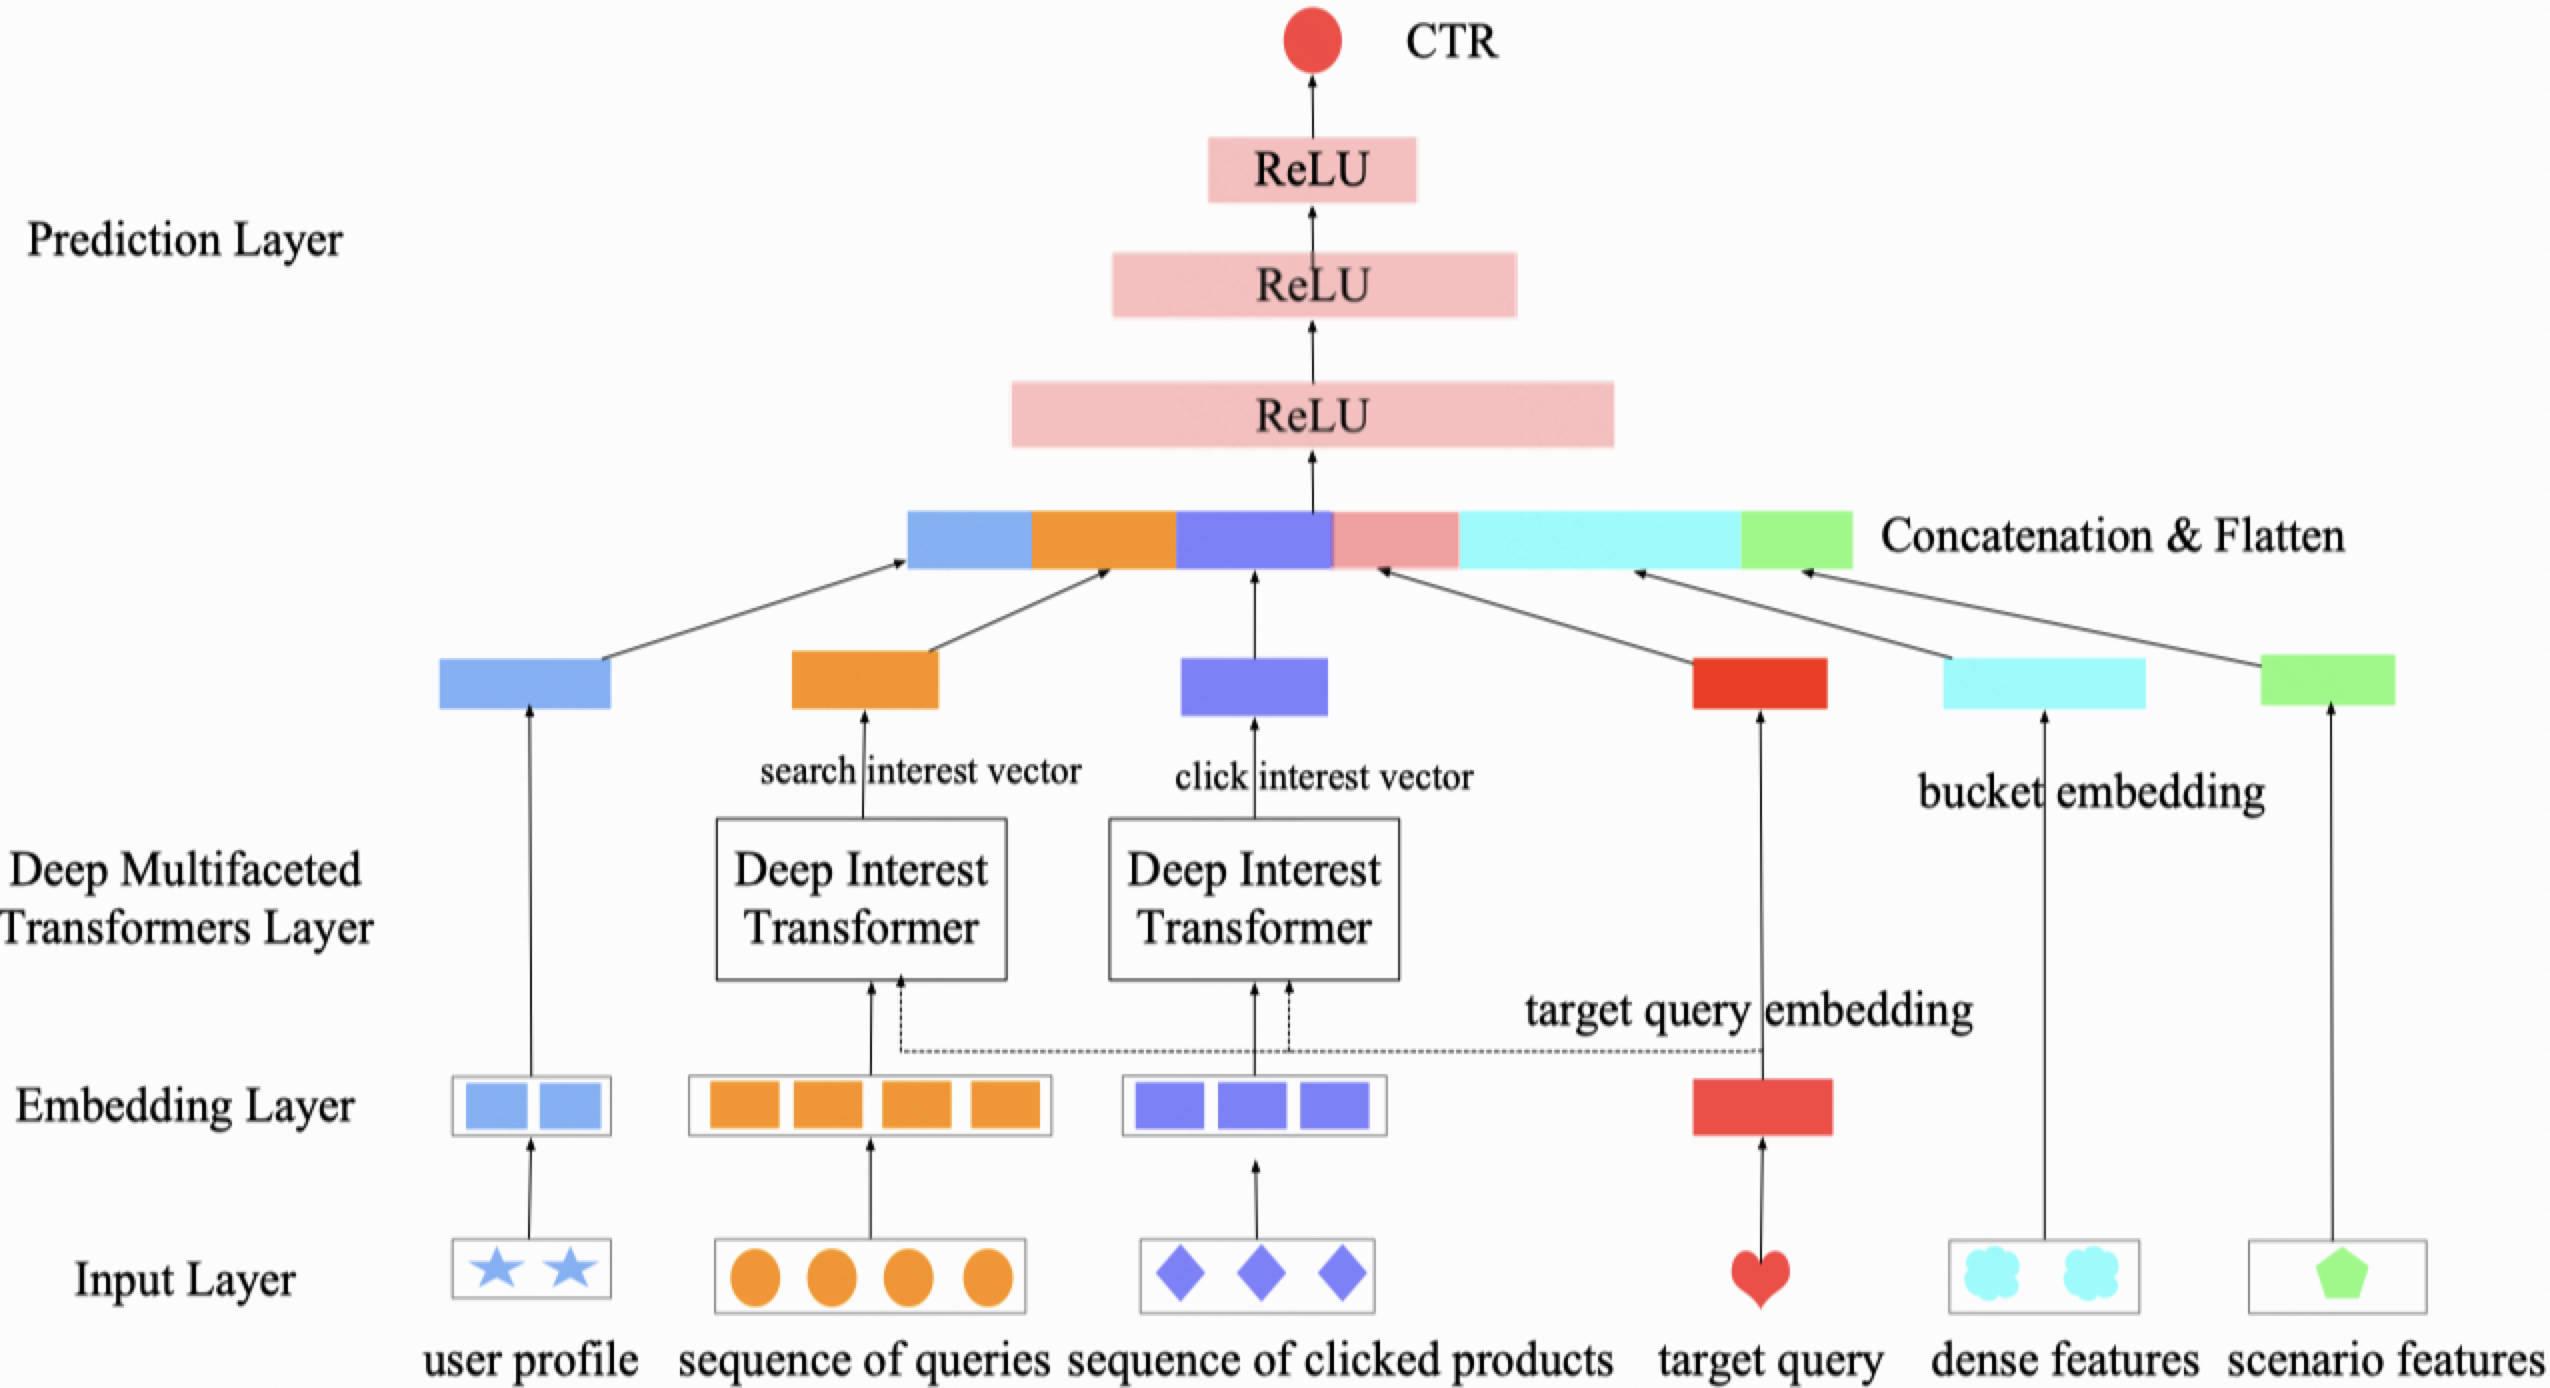 CTR
ReLU
Prediction Layer
ReLU
ReLU
Concatenation & Flatten
search interest vector
click interest vector
bucket embedding
Deep Multifaceted
Transformers Layer
Deep Interest
Transformer
Deep Interest
Transformer
target query embedding
Embedding Layer
Input Layer
user profile
sequence of queries
sequence of clicked products
target query
dense features
scenario features